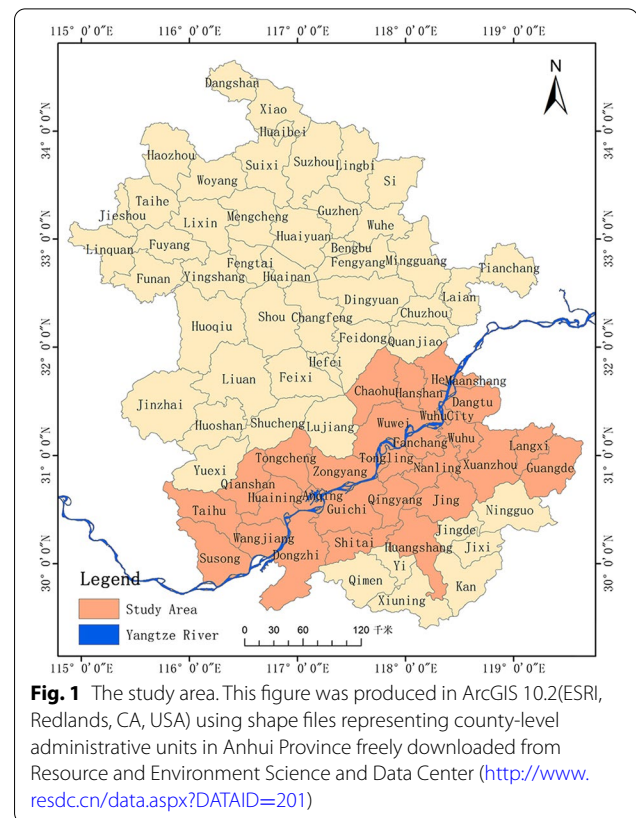 115° 0′0″E 116° 0′0″E 117° 0′0″E 118° 0′0″E 119° 0′0″E
N
34° 0′0″N 34° 0′0″N
33° 0′0″N 33° 0′0″N
32° 0′0″N 32° 0′0″N
31° 0′0″N 31° 0′0″N
30° 0′0″N 30° 0′0″N
Dangshan
Xiao
Huaibei
Haozhou
Suixi
Suzhou
Lingbi
Woyang
Si
Taihe
Jieshou
Lixin
Mengcheng
Guzhen
Wuhe
Huaiyuan
Linquan
Fuyang
Bengbu
Fengtai
Fengyang
Mingguang
Tianchang
Funan
Yingshang
Huainan
Dingyuan
Laian
Huoqiu
Shou
Changfeng
Chuzhou
Feidong
Quanjiao
Hefei
Liuan
Feixi
Chaohu
Hanshan
He
Maanshang
Jinzhai
Dangtu
Huoshan
Shucheng
Lujiang
Wuwei
Wuhu City
Fanchang
Wuhu
Langxi
Yuexi
Tongcheng
Tongling
Zongyang
Nanling
Xuanzhou
Guangde
Qianshan
Huaining
Anqing
Qingyang
Jing
Taihu
Guichi
Ningguo
Wangjiang
Jingde
Susong
Dongzhi
Shitai
Huangshang
Jixi
Yi
Qimen
Kan
Xiuning
Legend
Study Area
Yangtze River
0 30 60 120 千米
115° 0′0″E 116° 0′0″E 117° 0′0″E 118° 0′0″E 119° 0′0″E
Fig. 1 The study area. This figure was produced in ArcGIS 10.2(ESRI,
Redlands, CA, USA) using shape files representing county-level
administrative units in Anhui Province freely downloaded from
Resource and Environment Science and Data Center (http://www.
resdc.cn/data.aspx?DATAID=201)